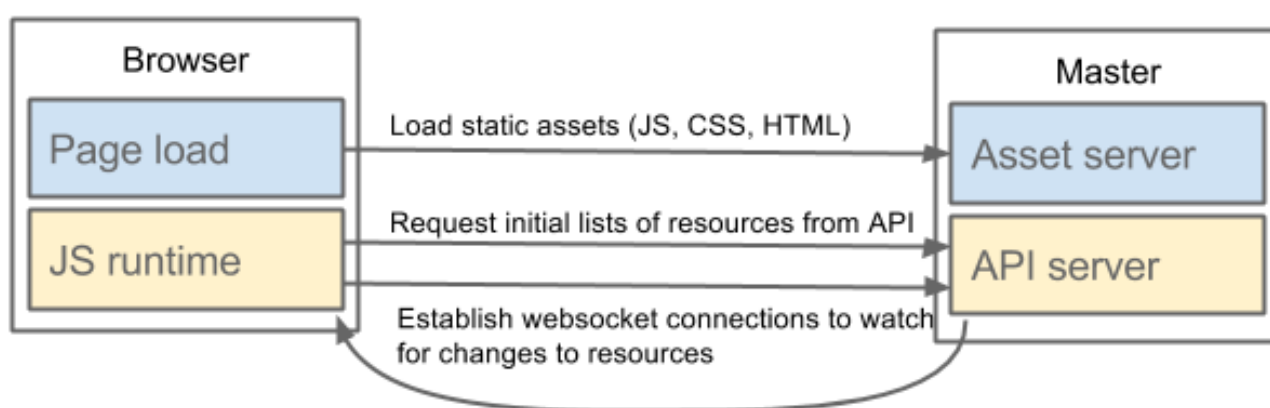 Browser
Master
Load static assets (JS, CSS, HTML)
Page load
Asset server
Request initial lists of resources from API
JS runtime
API server
Establish websocket connections to watch
for changes to resources